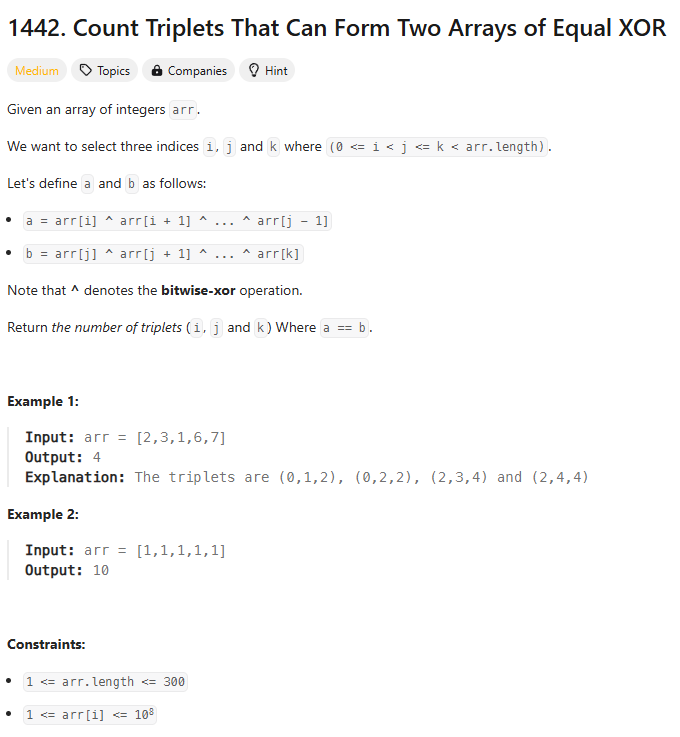 1442. Count Triplets That Can Form Two Arrays of Equal XOR
Medium Topics Companies Hint
Given an array of integers arr.
We want to select three indices i, j and k where (0 <= i < j <= k < arr.length).
Let's define a and b as follows:
• a = arr[i] ^ arr[i + 1] ^ ... ^ arr[j - 1]
• b = arr[j] ^ arr[j + 1] ^ ... ^ arr[k]
Note that ^ denotes the bitwise-xor operation.
Return the number of triplets (i, j and k) Where a == b.
Example 1:
Input: arr = [2,3,1,6,7]
Output: 4
Explanation: The triplets are (0,1,2), (0,2,2), (2,3,4) and (2,4,4)
Example 2:
Input: arr = [1,1,1,1,1]
Output: 10
Constraints:
• 1 <= arr.length <= 300
• 1 <= arr[i] <= 10⁸